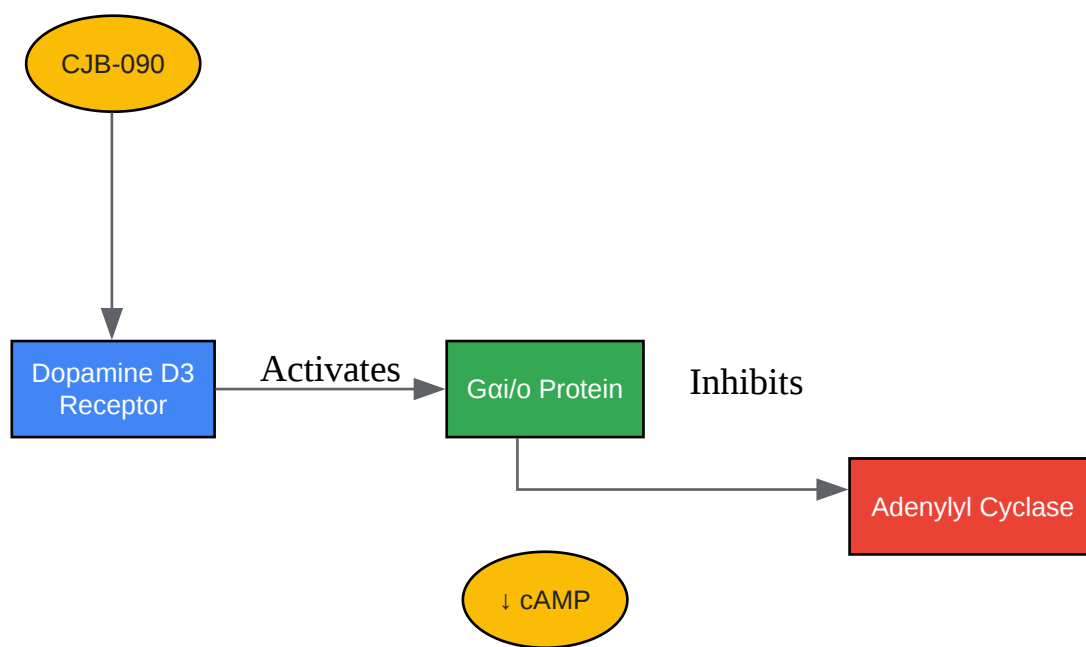 CJB-090
Dopamine D3
Receptor
Activates
Gαi/o Protein
Inhibits
Adenylyl Cyclase
↓ cAMP